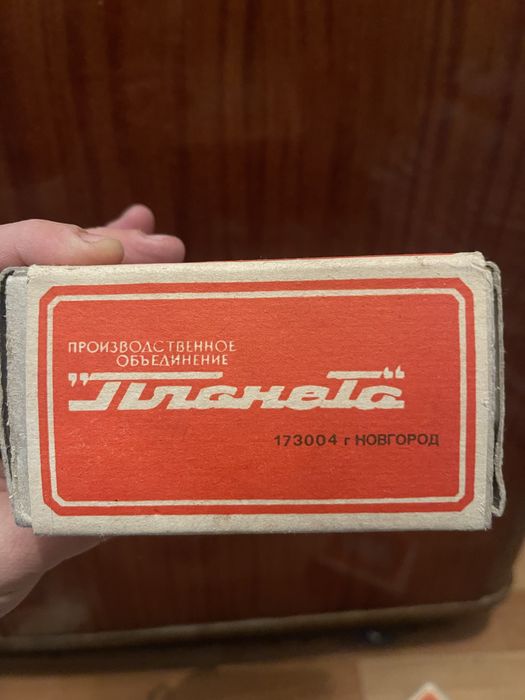 ПРОИЗВОДСТВЕННОЕ
ОБЪЕДИНЕНИЕ
"Планета"
173004 г НОВГОРОД